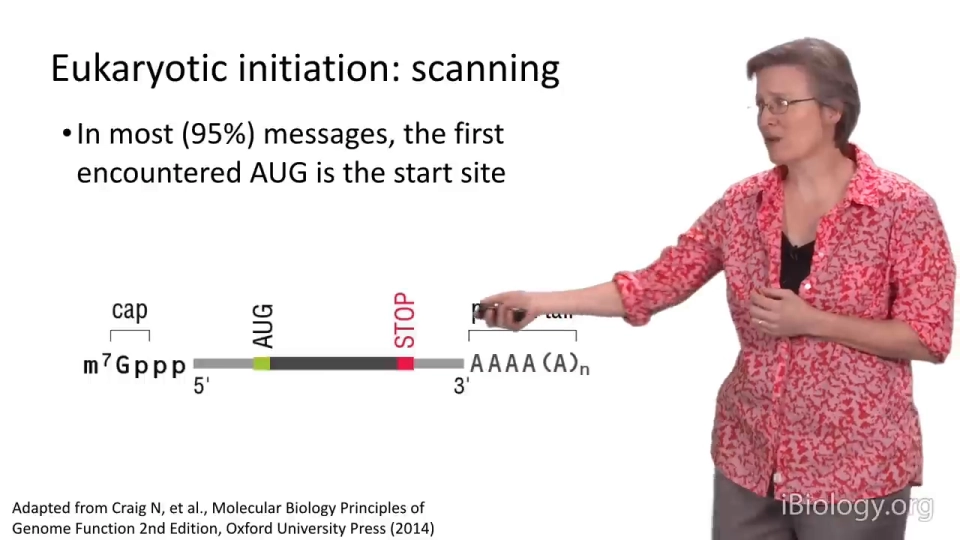 Eukaryotic initiation: scanning
•In most (95%) messages, the first
encountered AUG is the start site
cap
AUG
STOP
m⁷Gppp
AAAA(A)n
5'
3'
Adapted from Craig N, et al., Molecular Biology Principles of
Genome Function 2nd Edition, Oxford University Press (2014)
iBiology.org